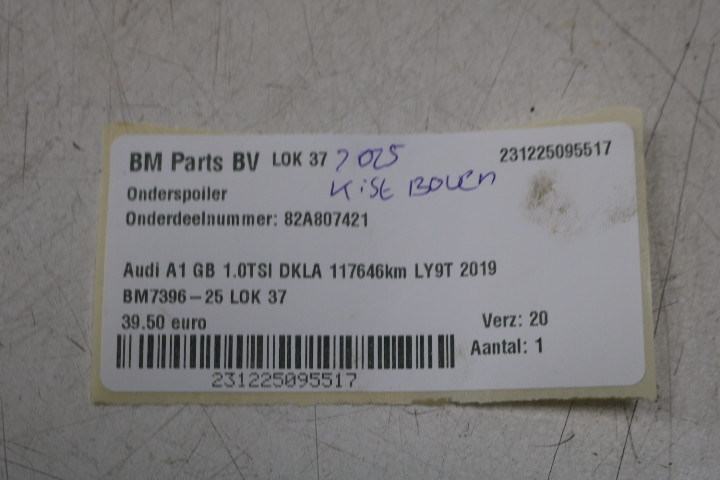 BM Parts BV LOK 37 2025 231225095517
Onderspoiler Kist Boven
Onderdeelnummer: 82A807421
Audi A1 GB 1.0TSI DKLA 117646km LY9T 2019
BM7396-25 LOK 37
39.50 euro Verz: 20
Aantal: 1
231225095517